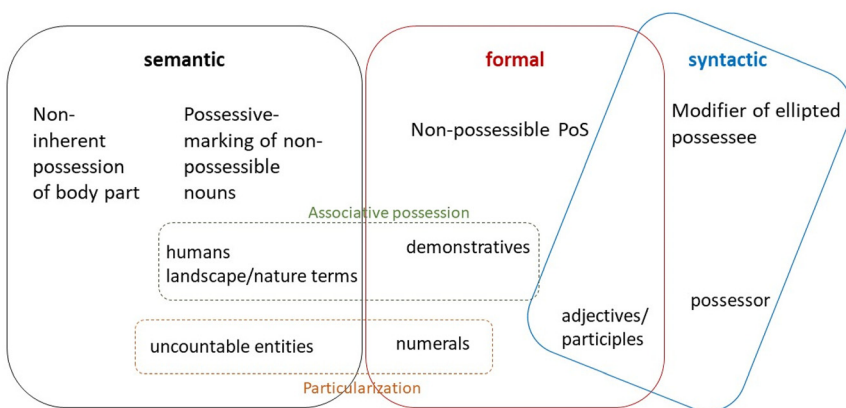 semantic
formal
syntactic
Non-
inherent
possession
of body part
Possessive-
marking of non-
possessible
nouns
Non-possessible PoS
Modifier of ellipted
possessee
Associative possession
humans
landscape/nature terms
demonstratives
adjectives/
participles
possessor
uncountable entities
numerals
Particularization